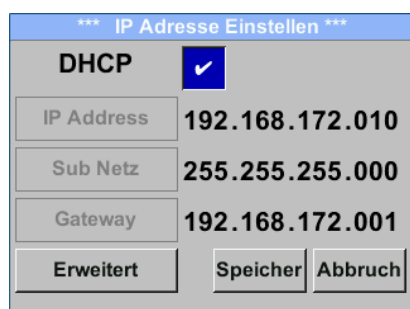 *** IP Adresse Einstellen ***
DHCP ✔
IP Address 192.168.172.010
Sub Netz 255.255.255.000
Gateway 192.168.172.001
Erweitert Speicher Abbruch